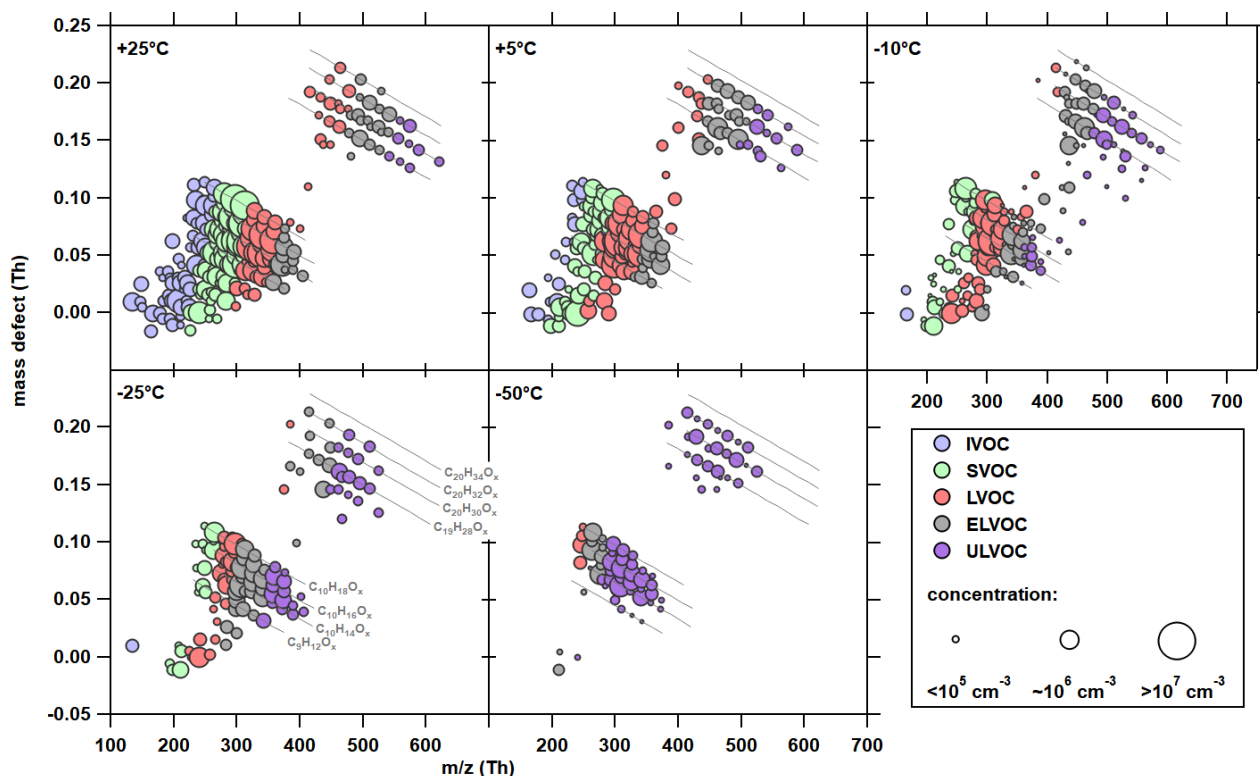 +25°C
+5°C
-10°C
0.25
0.20
0.15
0.10
0.05
0.00
mass defect (Th)
200 300 400 500 600 700
-25°C
-50°C
0.20
0.15
0.10
0.05
0.00
-0.05
C20H34Ox
C20H32Ox
C20H30Ox
C19H28Ox
C10H18Ox
C10H16Ox
C10H14Ox
C9H12Ox
IVOC
SVOC
LVOC
ELVOC
ULVOC
concentration:
<10^5 cm^-3 ~10^6 cm^-3 >10^7 cm^-3
100 200 300 400 500 600 200 300 400 500 600 700
m/z (Th)